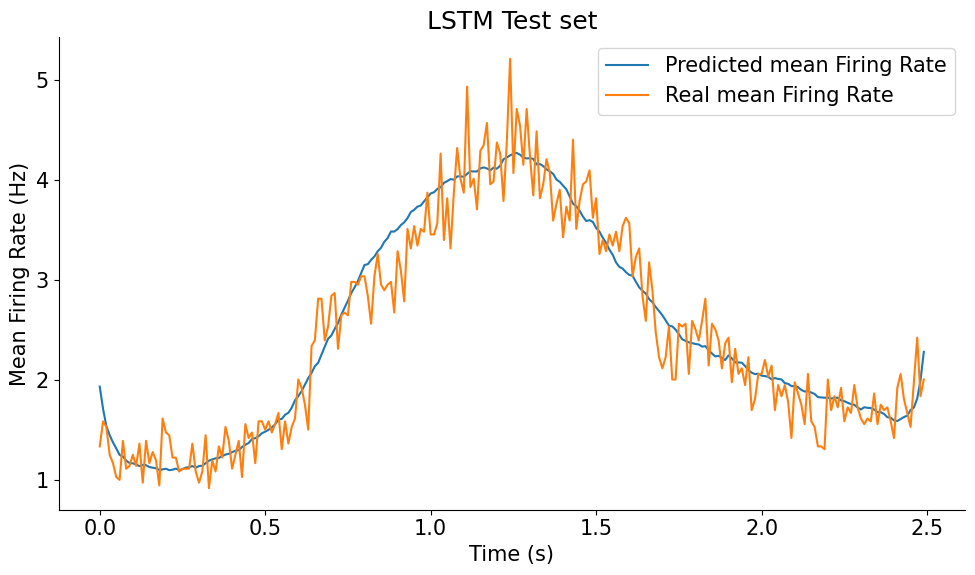 LSTM Test set
Predicted mean Firing Rate
Real mean Firing Rate
Mean Firing Rate (Hz)
5
4
3
2
1
0.0 0.5 1.0 1.5 2.0 2.5
Time (s)